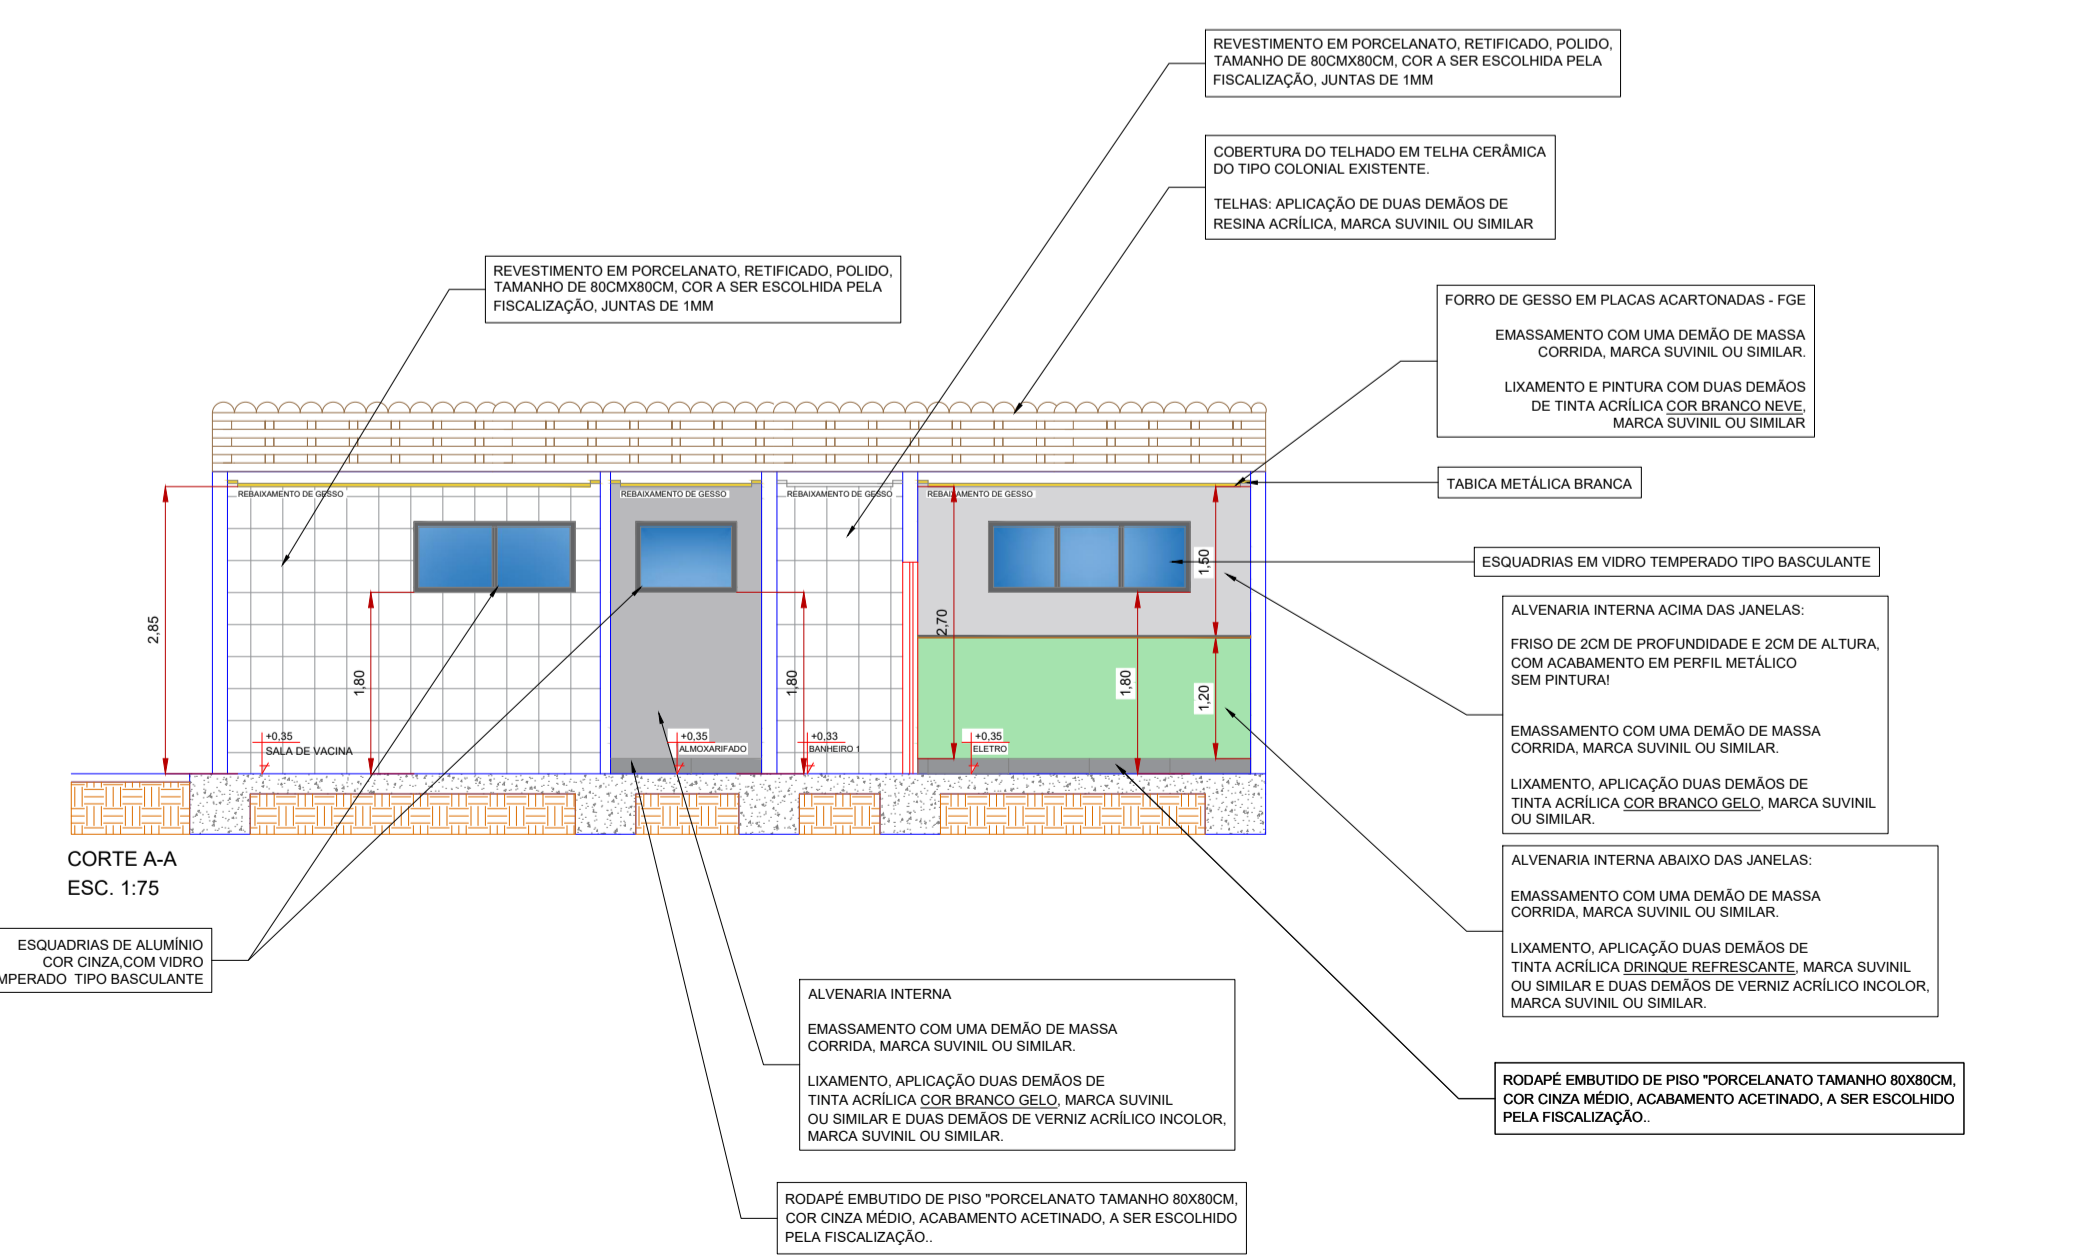 REVESTIMENTO EM PORCELANATO, RETIFICADO, POLIDO,
TAMANHO DE 80CMX80CM, COR A SER ESCOLHIDA PELA
FISCALIZAÇÃO, JUNTAS DE 1MM
COBERTURA DO TELHADO EM TELHA CERÂMICA
DO TIPO COLONIAL EXISTENTE.
TELHAS: APLICAÇÃO DE DUAS DEMÃOS DE
RESINA ACRÍLICA, MARCA SUVINIL OU SIMILAR
REVESTIMENTO EM PORCELANATO, RETIFICADO, POLIDO,
TAMANHO DE 80CMX80CM, COR A SER ESCOLHIDA PELA
FISCALIZAÇÃO, JUNTAS DE 1MM
FORRO DE GESSO EM PLACAS ACARTONADAS - FGE
EMASSAMENTO COM UMA DEMÃO DE MASSA
CORRIDA, MARCA SUVINIL OU SIMILAR.
LIXAMENTO E PINTURA COM DUAS DEMÃOS
DE TINTA ACRÍLICA COR BRANCO NEVE,
MARCA SUVINIL OU SIMILAR
TABICA METÁLICA BRANCA
REBAIXAMENTO DE GESSO
REBAIXAMENTO DE GESSO
REBAIXAMENTO DE GESSO
REBAIXAMENTO DE GESSO
ESQUADRIAS EM VIDRO TEMPERADO TIPO BASCULANTE
2,85
1,80
1,80
2,70
1,80
1,50
1,20
+0,35
SALA DE VACINA
+0,35
ALMOXARIFADO
+0,33
BANHEIRO 1
+0,35
ELETRO
ALVENARIA INTERNA ACIMA DAS JANELAS:
FRISO DE 2CM DE PROFUNDIDADE E 2CM DE ALTURA,
COM ACABAMENTO EM PERFIL METÁLICO
SEM PINTURA!
EMASSAMENTO COM UMA DEMÃO DE MASSA
CORRIDA, MARCA SUVINIL OU SIMILAR.
LIXAMENTO, APLICAÇÃO DUAS DEMÃOS DE
TINTA ACRÍLICA COR BRANCO GELO, MARCA SUVINIL
OU SIMILAR.
CORTE A-A
ESC. 1:75
ALVENARIA INTERNA ABAIXO DAS JANELAS:
EMASSAMENTO COM UMA DEMÃO DE MASSA
CORRIDA, MARCA SUVINIL OU SIMILAR.
LIXAMENTO, APLICAÇÃO DUAS DEMÃOS DE
TINTA ACRÍLICA DRINQUE REFRESCANTE, MARCA SUVINIL
OU SIMILAR E DUAS DEMÃOS DE VERNIZ ACRÍLICO INCOLOR,
MARCA SUVINIL OU SIMILAR.
ESQUADRIAS DE ALUMÍNIO
COR CINZA,COM VIDRO
MPERADO TIPO BASCULANTE
ALVENARIA INTERNA
EMASSAMENTO COM UMA DEMÃO DE MASSA
CORRIDA, MARCA SUVINIL OU SIMILAR.
LIXAMENTO, APLICAÇÃO DUAS DEMÃOS DE
TINTA ACRÍLICA COR BRANCO GELO, MARCA SUVINIL
OU SIMILAR E DUAS DEMÃOS DE VERNIZ ACRÍLICO INCOLOR,
MARCA SUVINIL OU SIMILAR.
RODAPÉ EMBUTIDO DE PISO "PORCELANATO TAMANHO 80X80CM,
COR CINZA MÉDIO, ACABAMENTO ACETINADO, A SER ESCOLHIDO
PELA FISCALIZAÇÃO..
RODAPÉ EMBUTIDO DE PISO "PORCELANATO TAMANHO 80X80CM,
COR CINZA MÉDIO, ACABAMENTO ACETINADO, A SER ESCOLHIDO
PELA FISCALIZAÇÃO..